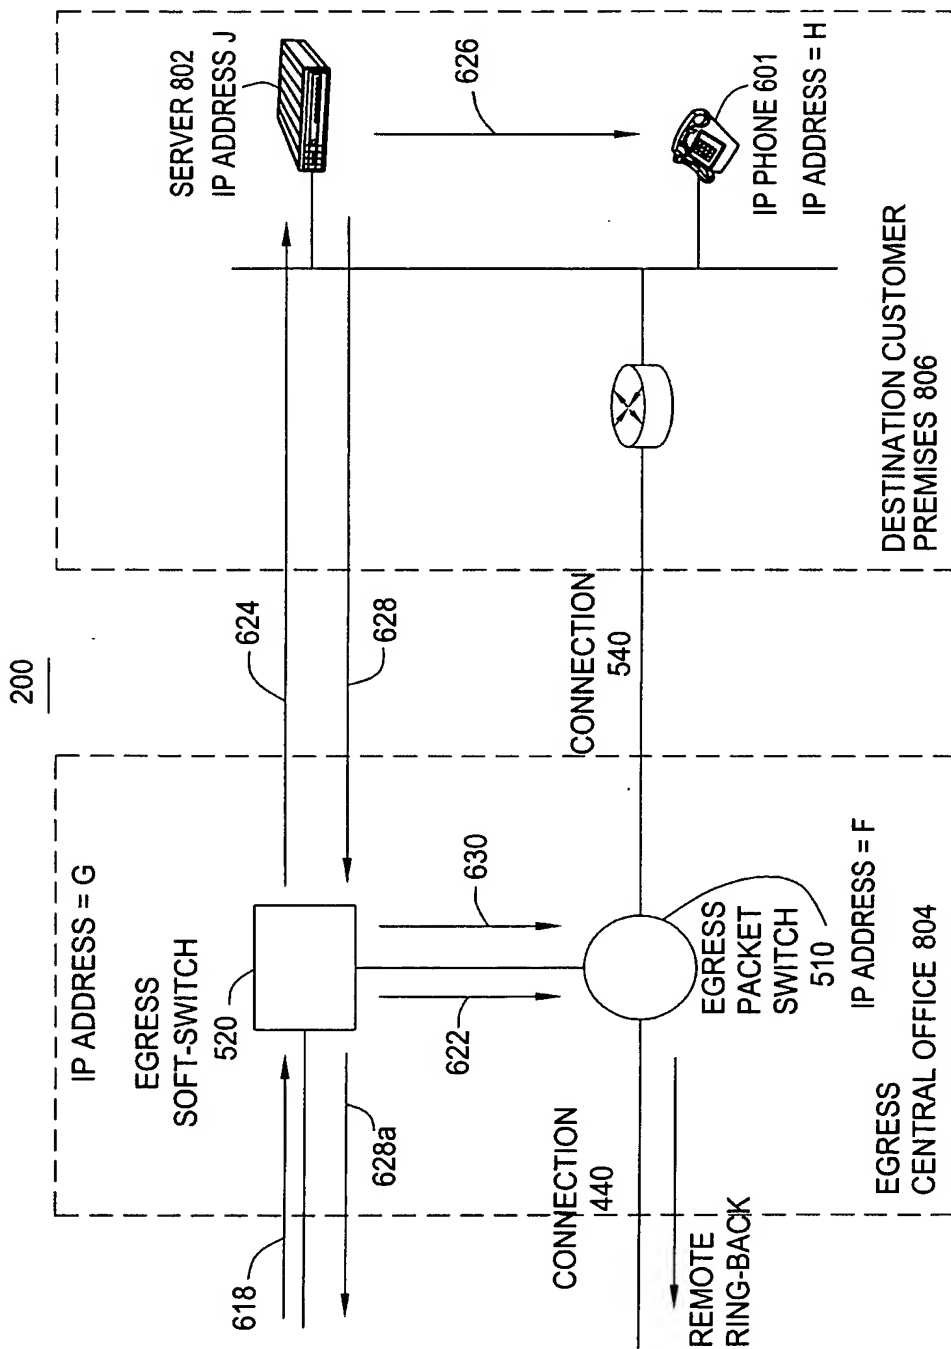 200
IP ADDRESS = G
EGRESS
SOFT-SWITCH
520
618
628a
622
630
624
628
SERVER 802
IP ADDRESS J
626
IP PHONE 601
IP ADDRESS = H
CONNECTION
440
REMOTE
RING-BACK
EGRESS
PACKET
SWITCH
510
IP ADDRESS = F
CONNECTION
540
EGRESS
CENTRAL OFFICE 804
DESTINATION CUSTOMER
PREMISES 806